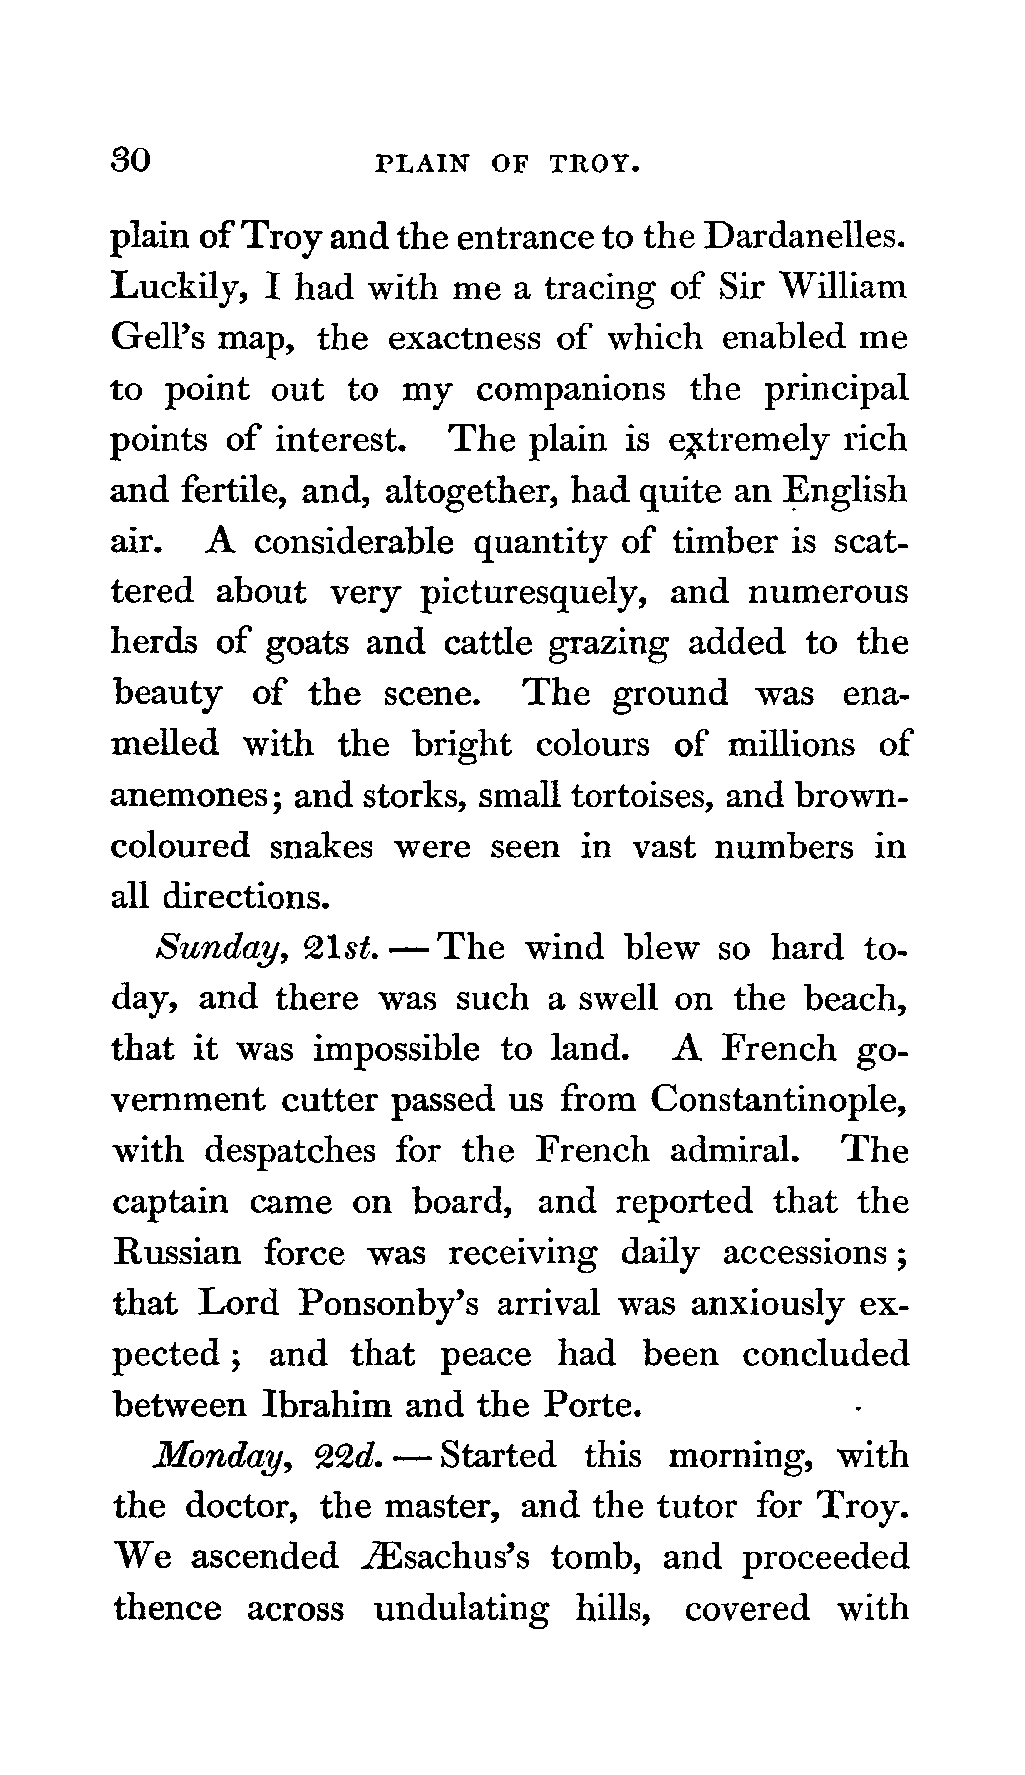 30 PLAIN OF TROY.
plain of Troy and the entrance to the Dardanelles.
Luckily, I had with me a tracing of Sir William
Gell's map, the exactness of which enabled me
to point out to my companions the principal
points of interest. The plain is extremely rich
and fertile, and, altogether, had quite an English
air. A considerable quantity of timber is scat-
tered about very picturesquely, and numerous
herds of goats and cattle grazing added to the
beauty of the scene. The ground was ena-
melled with the bright colours of millions of
anemones; and storks, small tortoises, and brown-
coloured snakes were seen in vast numbers in
all directions.
Sunday, 21st. — The wind blew so hard to-
day, and there was such a swell on the beach,
that it was impossible to land. A French go-
vernment cutter passed us from Constantinople,
with despatches for the French admiral. The
captain came on board, and reported that the
Russian force was receiving daily accessions;
that Lord Ponsonby's arrival was anxiously ex-
pected; and that peace had been concluded
between Ibrahim and the Porte.
Monday, 22d. — Started this morning, with
the doctor, the master, and the tutor for Troy.
We ascended Æsachus's tomb, and proceeded
thence across undulating hills, covered with